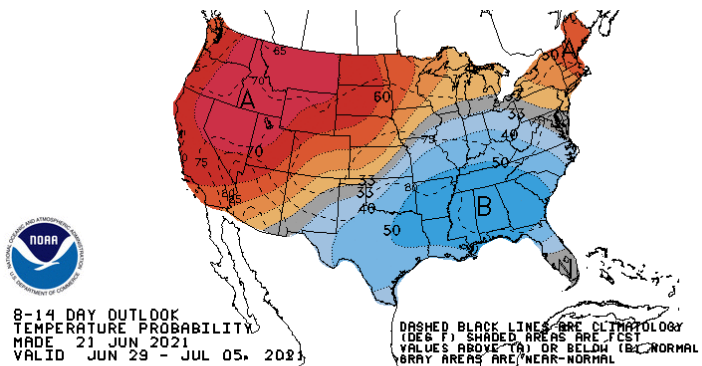 A
50
65
70
A
60
33
33
40
75
50
70
75
33
33
80
80
85
40
B
50
N
NATIONAL OCEANIC AND ATMOSPHERIC ADMINISTRATION
NOAA
U.S. DEPARTMENT OF COMMERCE
8-14 DAY OUTLOOK
TEMPERATURE PROBABILITY
MADE 21 JUN 2021
VALID JUN 29 - JUL 05, 2021
DASHED BLACK LINES ARE CLIMATOLOGY
(DEG F) SHADED AREAS ARE FCST
VALUES ABOVE (A) OR BELOW (B) NORMAL
GRAY AREAS ARE NEAR-NORMAL